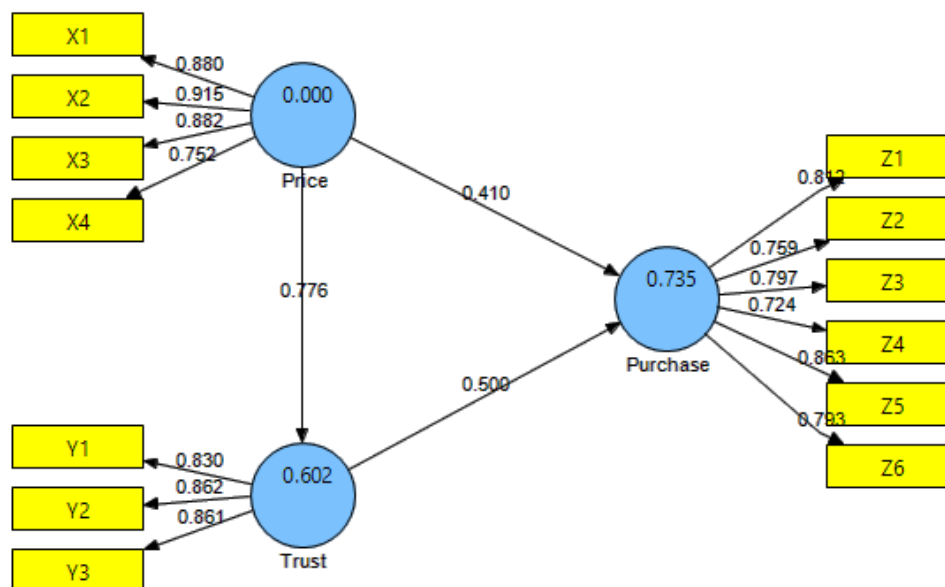 X1
X2
X3
X4
0.880
0.915
0.882
0.752
0.000
Price
0.410
0.776
0.735
Purchase
0.500
Z1
Z2
Z3
Z4
Z5
Z6
0.812
0.759
0.797
0.724
0.863
0.793
Y1
Y2
Y3
0.830
0.862
0.861
0.602
Trust